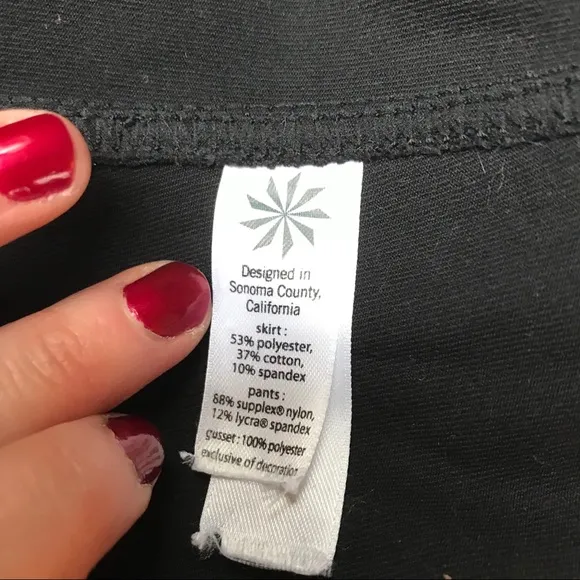 Designed in
Sonoma County,
California
skirt :
53% polyester,
37% cotton,
10% spandex
pants :
88% supplex® nylon,
12% lycra® spandex
gusset : 100% polyester
exclusive of decoration